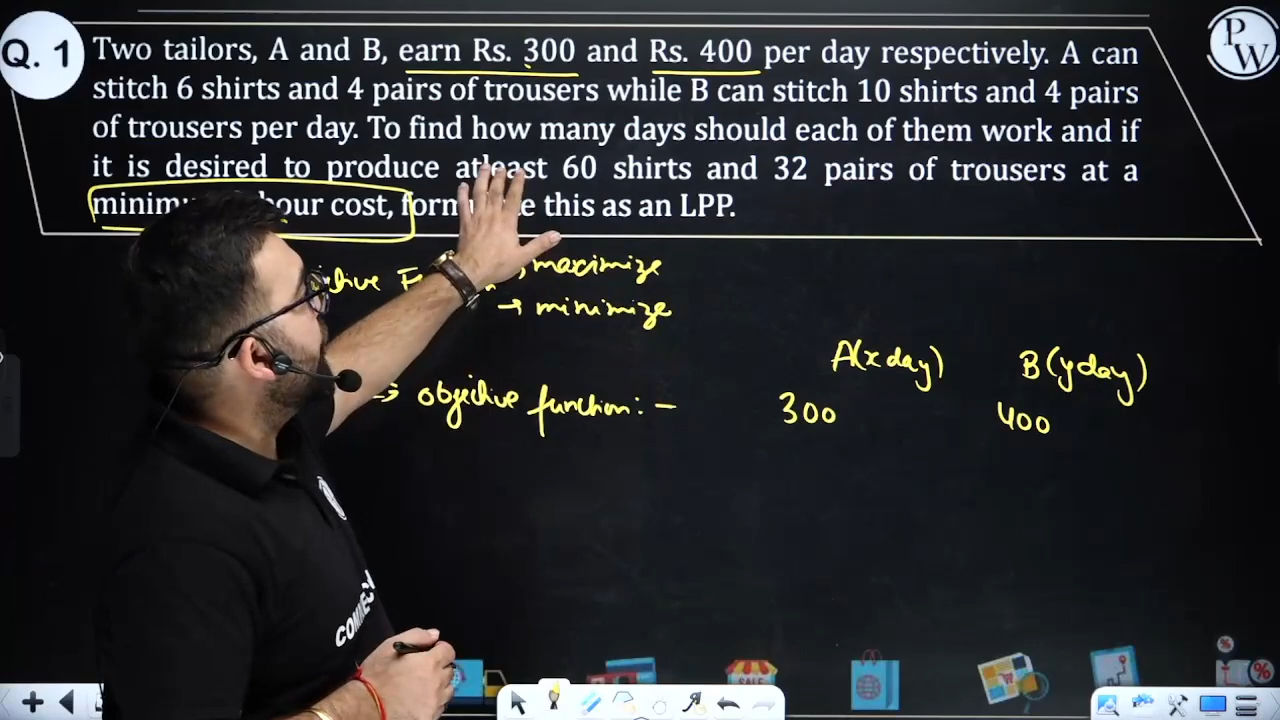 Q. 1
Two tailors, A and B, earn Rs. 300 and Rs. 400 per day respectively. A can
stitch 6 shirts and 4 pairs of trousers while B can stitch 10 shirts and 4 pairs
of trousers per day. To find how many days should each of them work and if
it is desired to produce atleast 60 shirts and 32 pairs of trousers at a
cost, this as an LPP.
PW
maximize
→ minimize
A(x day) B(y day)
→ objective function:- 300 400
SALE
%
%